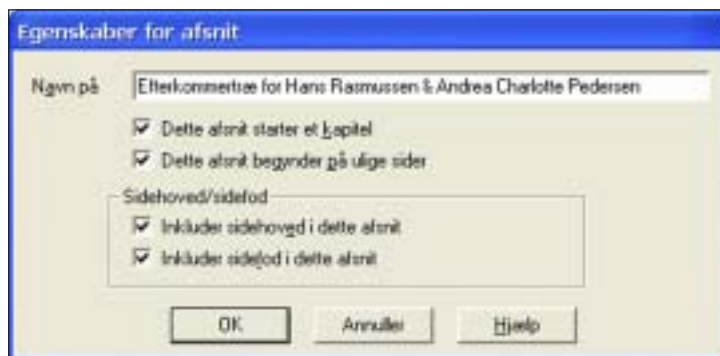 Egenskaber for afsnit
Navn på Efterkommertræ for Hans Rasmussen & Andrea Charlotte Pedersen
Dette afsnit starter et kapitel
Dette afsnit begynder på ulige sider
Sidehoved/sidefod
Inkluder sidehoved i dette afsnit
Inkluder sidefod i dette afsnit
OK Annuller Hjælp